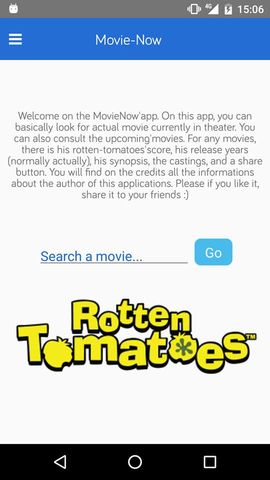 4G 15:06
Movie-Now
Welcome on the MovieNow'app. On this app, you can
basically look for actual movie currently in theater. You
can also consult the upcoming'movies. For any movies,
there is his rotten-tomatoes'score, his release years
(normally actually), his synopsis, the castings, and a share
button. You will find on the credits all the informations
about the author of this applications. Please if you like it,
share it to your friends :)
Search a movie... Go
Rotten
Tomatoes™